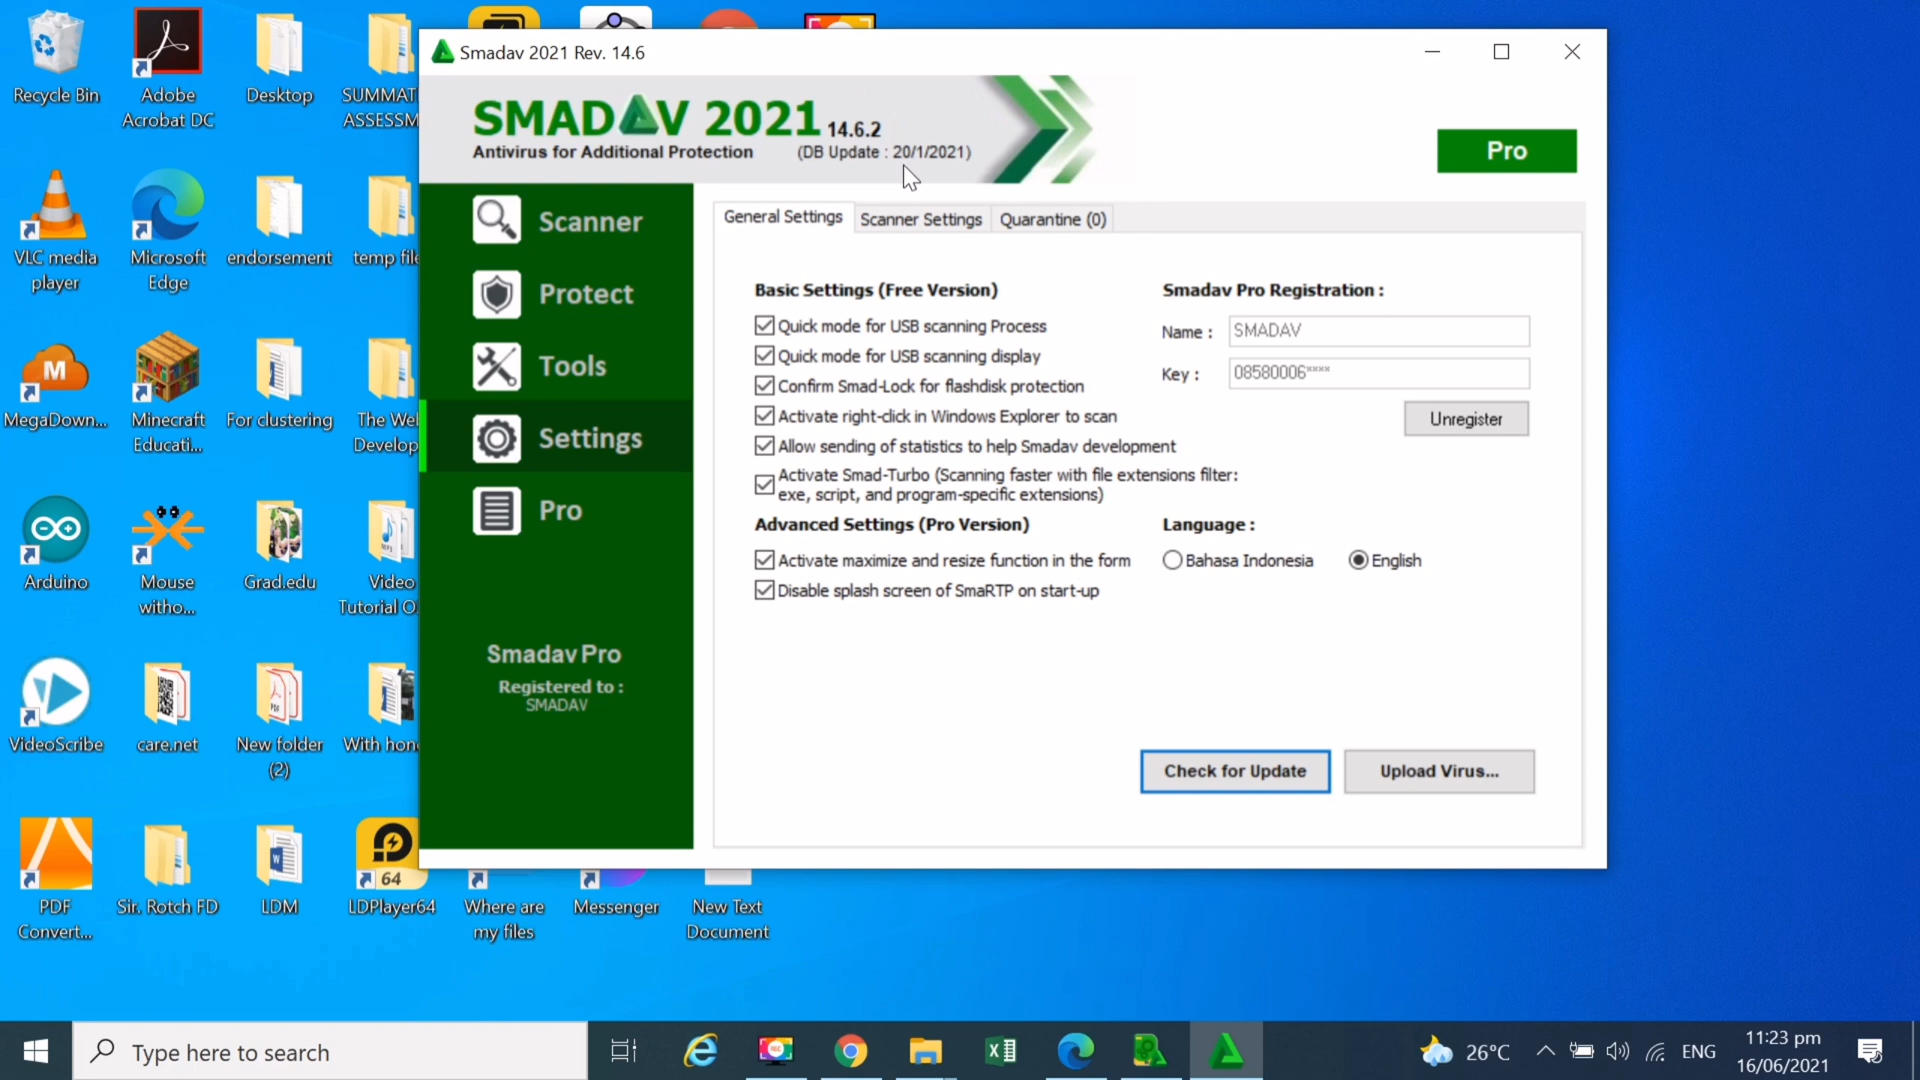 Smadav 2021 Rev. 14.6
SMADAV 2021 14.6.2
Antivirus for Additional Protection (DB Update : 20/1/2021)
Pro
Scanner
Protect
Tools
Settings
Pro
Smadav Pro
Registered to :
SMADAV
General Settings Scanner Settings Quarantine (0)
Basic Settings (Free Version)
Quick mode for USB scanning Process
Quick mode for USB scanning display
Confirm Smad-Lock for flashdisk protection
Activate right-click in Windows Explorer to scan
Allow sending of statistics to help Smadav development
Activate Smad-Turbo (Scanning faster with file extensions filter:
exe, script, and program-specific extensions)
Advanced Settings (Pro Version)
Activate maximize and resize function in the form
Disable splash screen of SmaRTP on start-up
Smadav Pro Registration :
Name : SMADAV
Key : 08580006****
Unregister
Language :
Bahasa Indonesia English
Check for Update Upload Virus...
Recycle Bin
Adobe
Acrobat DC
Desktop
SUMMAT
ASSESSM
VLC media
player
Microsoft
Edge
endorsement
temp file
M
MegaDown...
Minecraft
Educati...
For clustering
The Wel
Develop
Arduino
Mouse
witho...
Grad.edu
MP3
Video
Tutorial O
VideoScribe
care.net
PDF
New folder
(2)
With hon
PDF
Convert...
Sir. Rotch FD
W
LDM
64
LDPlayer64
Where are
my files
Messenger
New Text
Document
Type here to search
REC
26°C
ENG
11:23 pm
16/06/2021